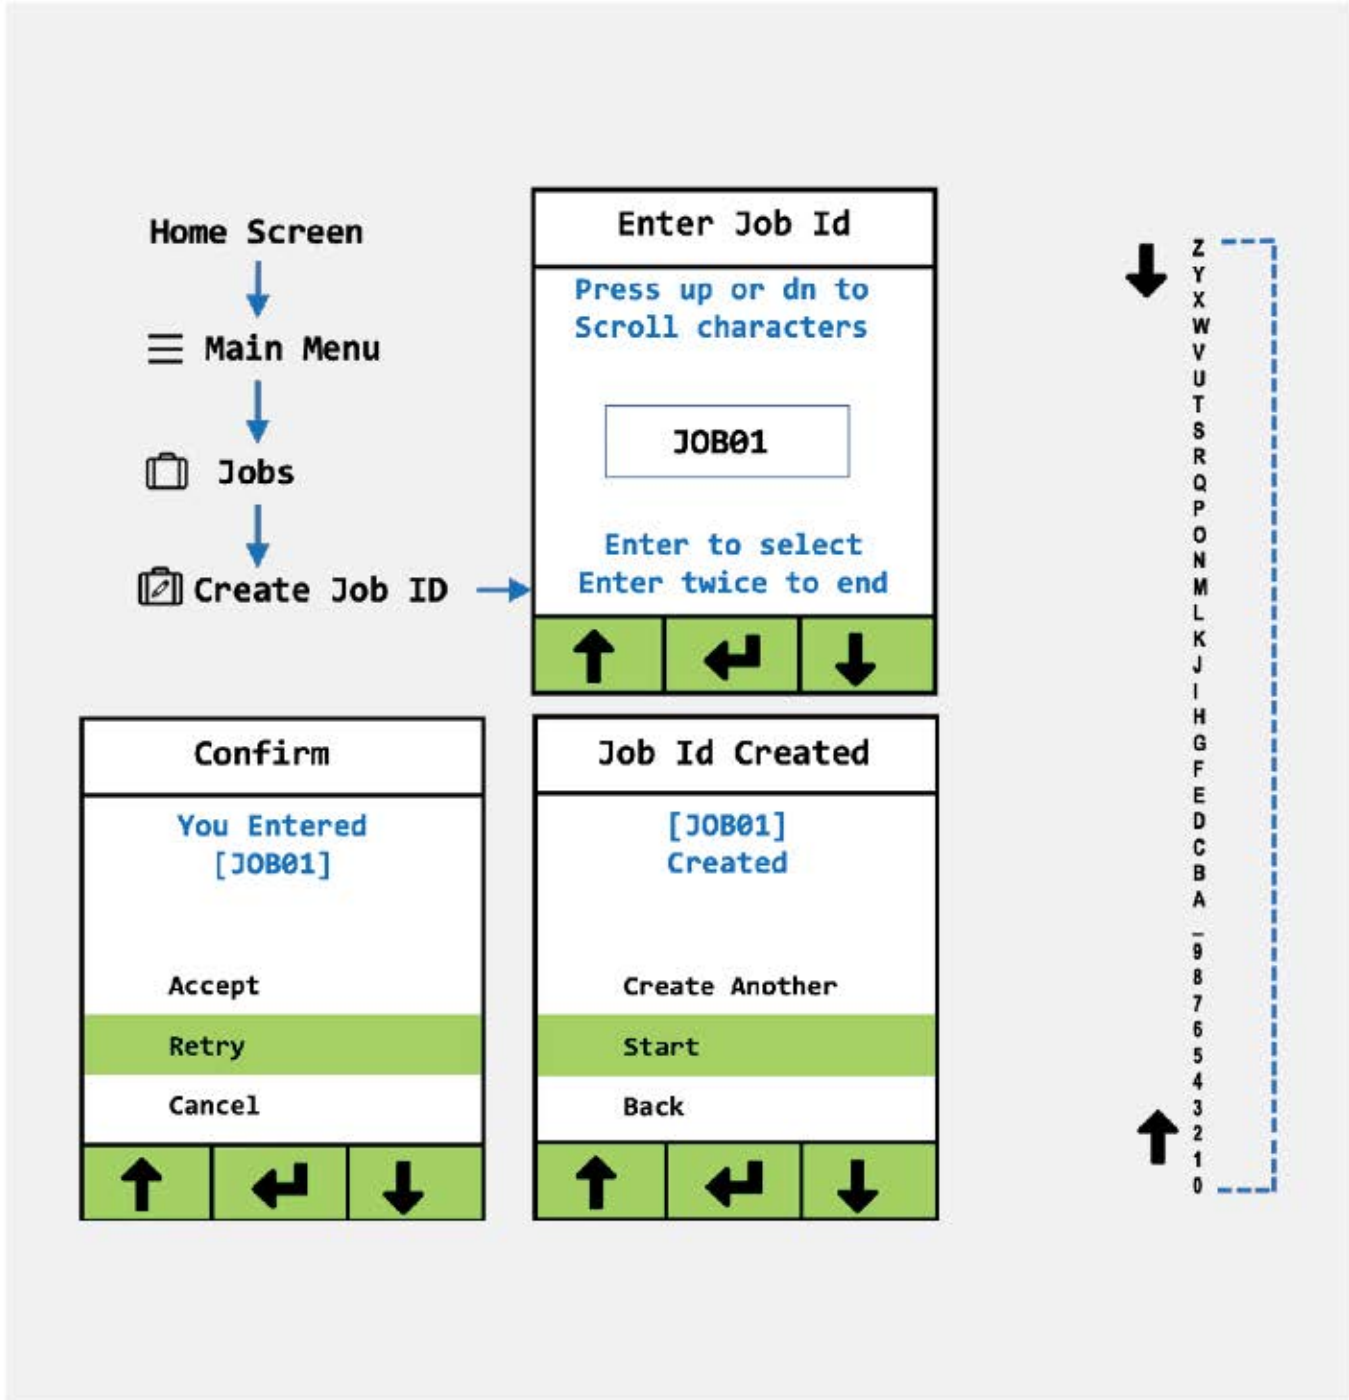 Home Screen
Main Menu
Jobs
Create Job ID
Enter Job Id
Press up or dn to
Scroll characters
JOB01
Enter to select
Enter twice to end
Confirm
You Entered
[JOB01]
Accept
Retry
Cancel
Job Id Created
[JOB01]
Created
Create Another
Start
Back
Z
Y
X
W
V
U
T
S
R
Q
P
O
N
M
L
K
J
I
H
G
F
E
D
C
B
A
_
9
8
7
6
5
4
3
2
1
0